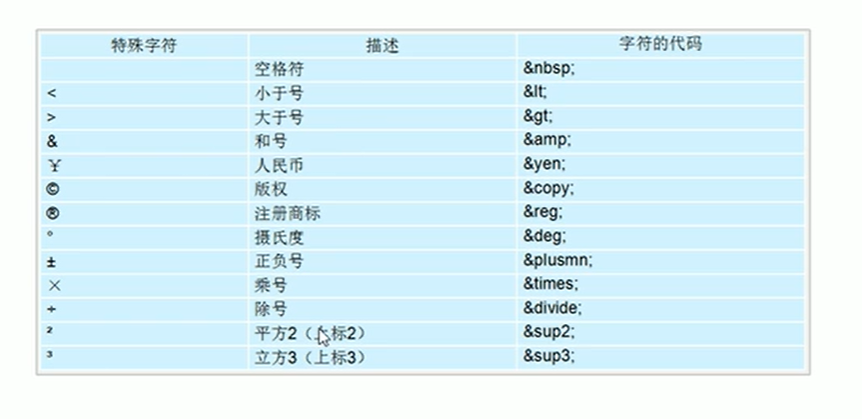 特殊字符 描述 字符的代码
空格符 &nbsp;
< 小于号 &lt;
> 大于号 &gt;
& 和号 &amp;
¥ 人民币 &yen;
© 版权 &copy;
® 注册商标 &reg;
° 摄氏度 &deg;
± 正负号 &plusmn;
× 乘号 &times;
÷ 除号 &divide;
² 平方2（上标2） &sup2;
³ 立方3（上标3） &sup3;